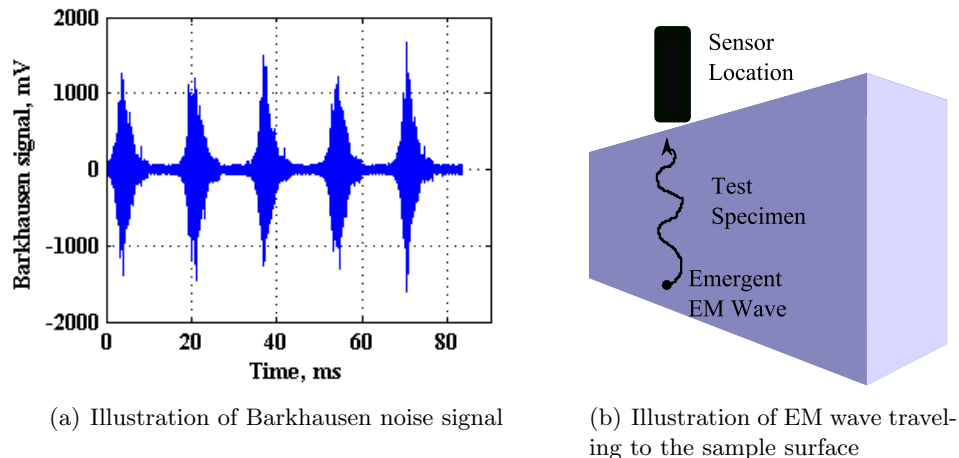 2000
1000
0
-1000
-2000
Barkhausen signal, mV
0
20
40
60
80
Time, ms
(a) Illustration of Barkhausen noise signal
Sensor
Location
Test
Specimen
Emergent
EM Wave
(b) Illustration of EM wave travel-
ing to the sample surface